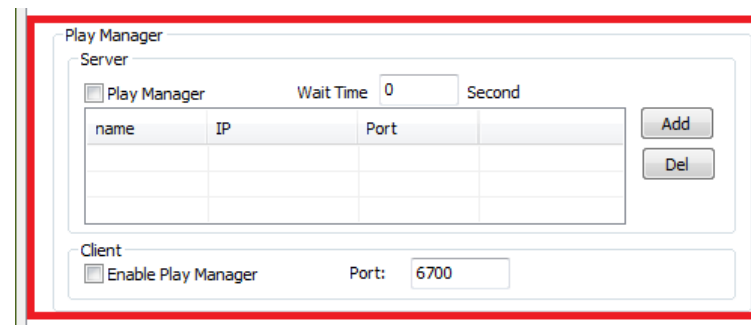 Play Manager
Server
Play Manager Wait Time 0 Second
name IP Port
Add
Del
Client
Enable Play Manager Port: 6700